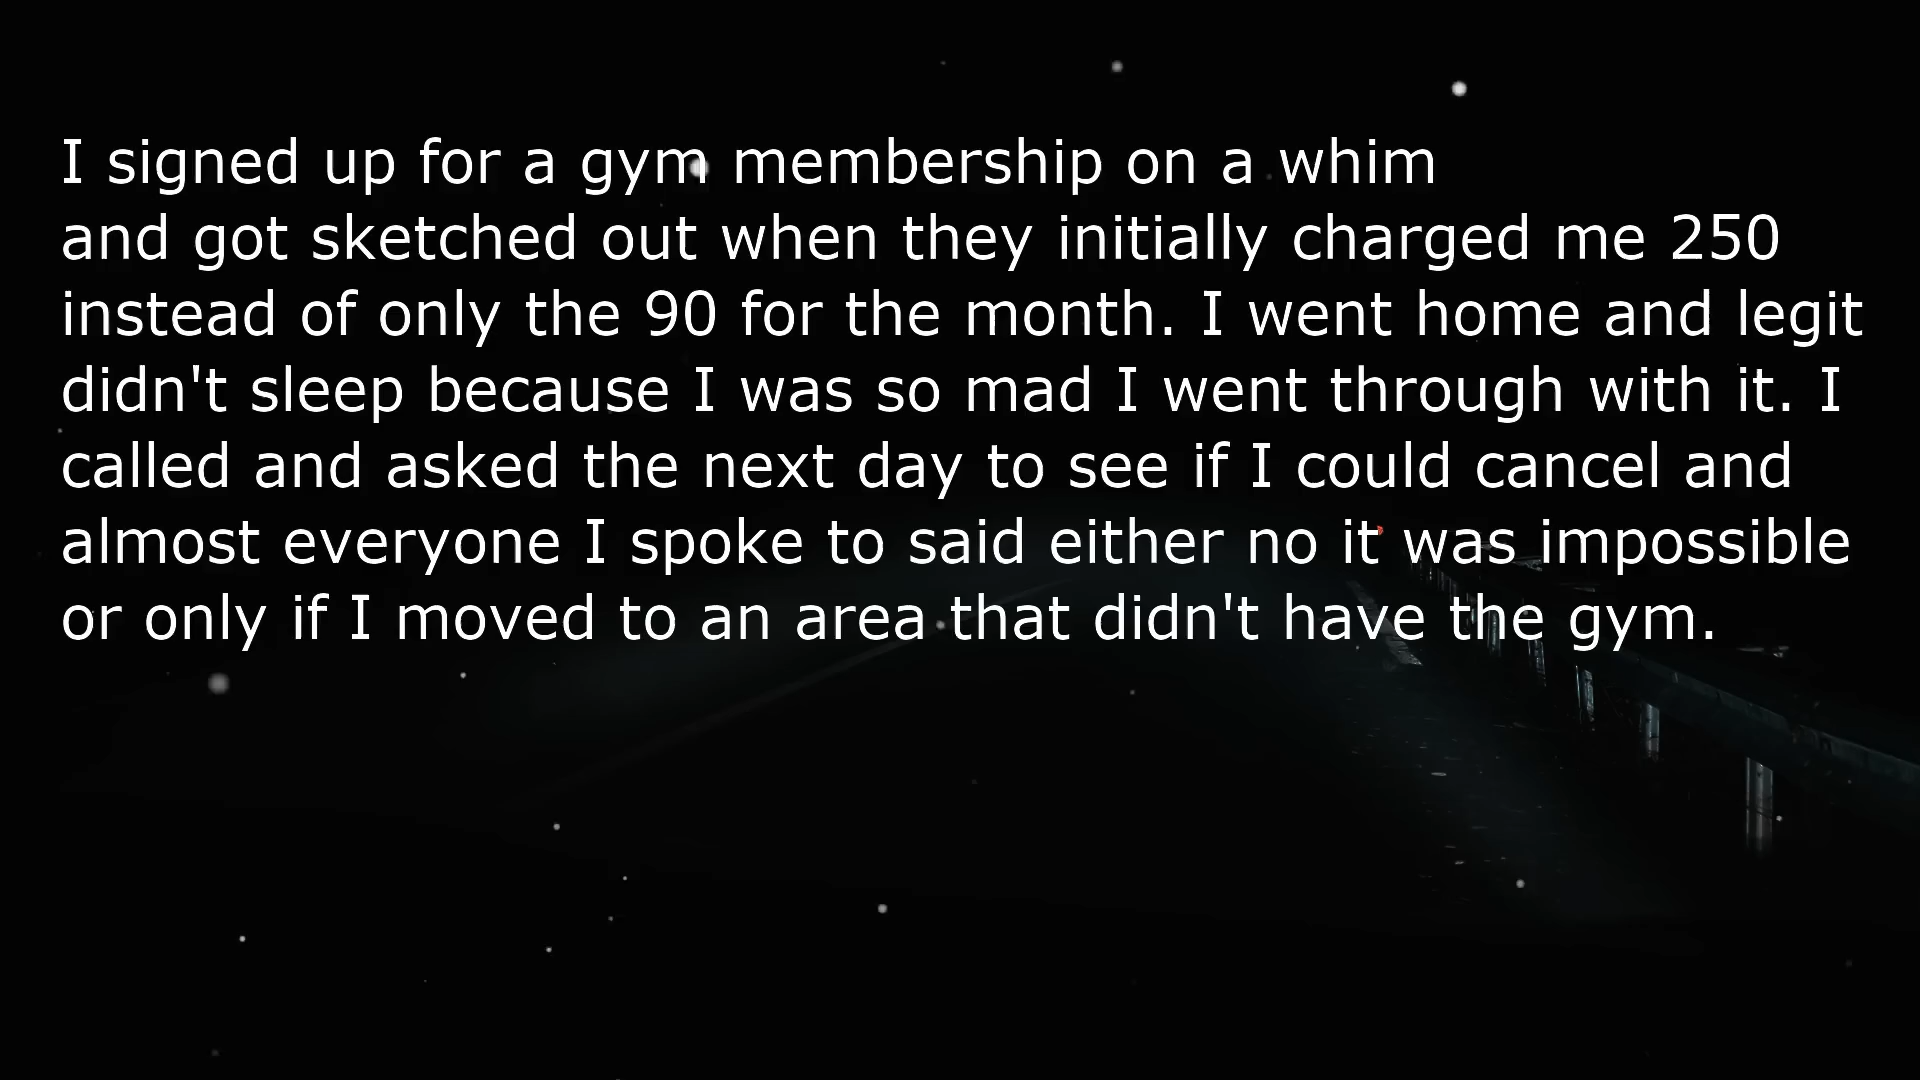 I signed up for a gym membership on a whim
and got sketched out when they initially charged me 250
instead of only the 90 for the month. I went home and legit
didn't sleep because I was so mad I went through with it. I
called and asked the next day to see if I could cancel and
almost everyone I spoke to said either no it was impossible
or only if I moved to an area that didn't have the gym.